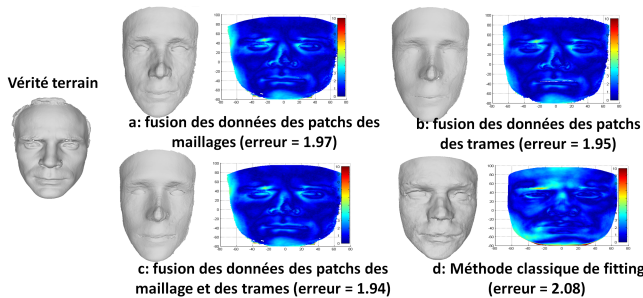 Vérité terrain
a: fusion des données des patchs des
maillages (erreur = 1.97)
b: fusion des données des patchs
des trames (erreur = 1.95)
c: fusion des données des patchs des
maillage et des trames (erreur = 1.94)
d: Méthode classique de fitting
(erreur = 2.08)